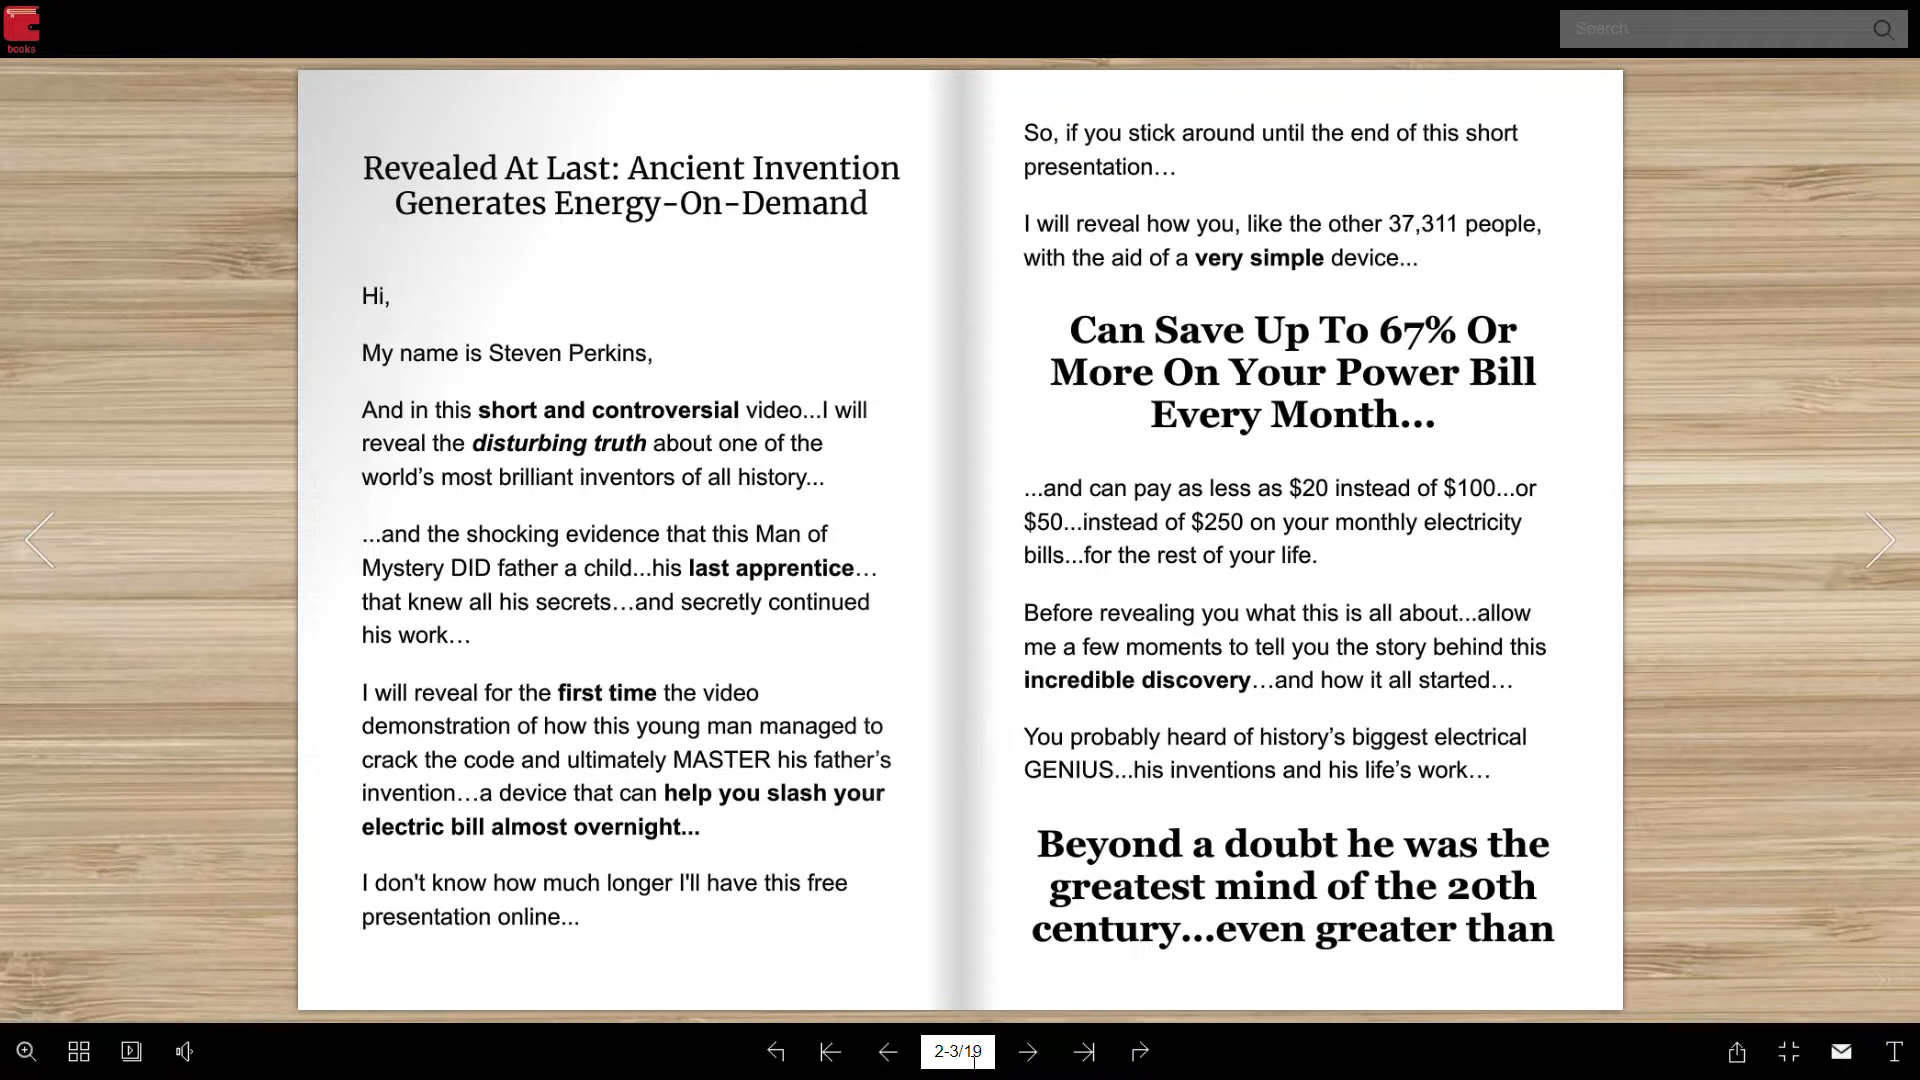 books
Search
Revealed At Last: Ancient Invention
Generates Energy-On-Demand
Hi,
My name is Steven Perkins,
And in this short and controversial video...I will
reveal the disturbing truth about one of the
world’s most brilliant inventors of all history...
...and the shocking evidence that this Man of
Mystery DID father a child...his last apprentice…
that knew all his secrets…and secretly continued
his work…
I will reveal for the first time the video
demonstration of how this young man managed to
crack the code and ultimately MASTER his father’s
invention…a device that can help you slash your
electric bill almost overnight...
I don't know how much longer I'll have this free
presentation online...
So, if you stick around until the end of this short
presentation…
I will reveal how you, like the other 37,311 people,
with the aid of a very simple device...
Can Save Up To 67% Or
More On Your Power Bill
Every Month...
...and can pay as less as $20 instead of $100...or
$50...instead of $250 on your monthly electricity
bills...for the rest of your life.
Before revealing you what this is all about...allow
me a few moments to tell you the story behind this
incredible discovery…and how it all started…
You probably heard of history’s biggest electrical
GENIUS...his inventions and his life’s work…
Beyond a doubt he was the
greatest mind of the 20th
century...even greater than
2-3/19
T